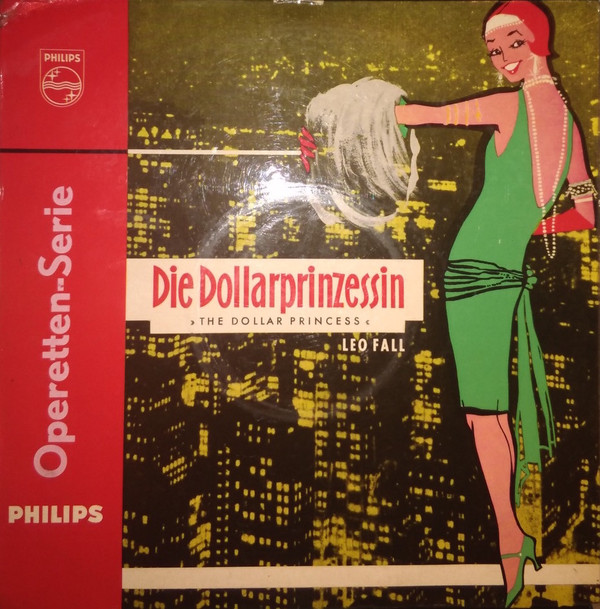 PHILIPS
Operetten-Serie
PHILIPS
Die Dollarprinzessin
»THE DOLLAR PRINCESS«
LEO FALL